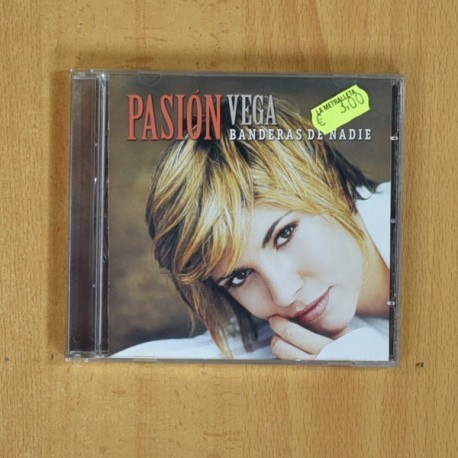 PASIÓN VEGA
BANDERAS DE NADIE
LA METRALLETA
€ 3,00